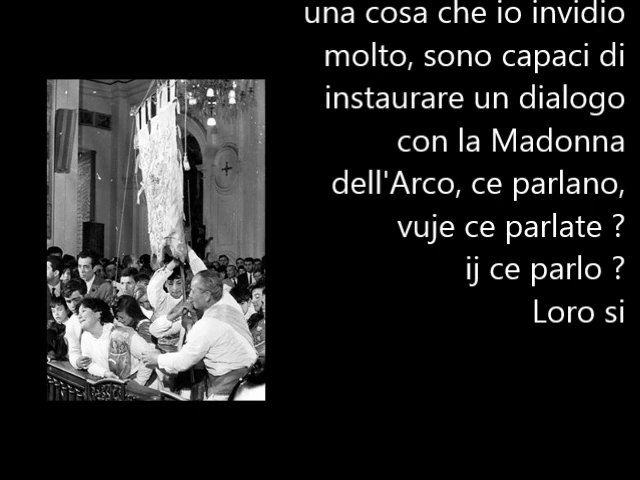 una cosa che io invidio
molto, sono capaci di
instaurare un dialogo
con la Madonna
dell'Arco, ce parlano,
vuje ce parlate ?
ij ce parlo ?
Loro si